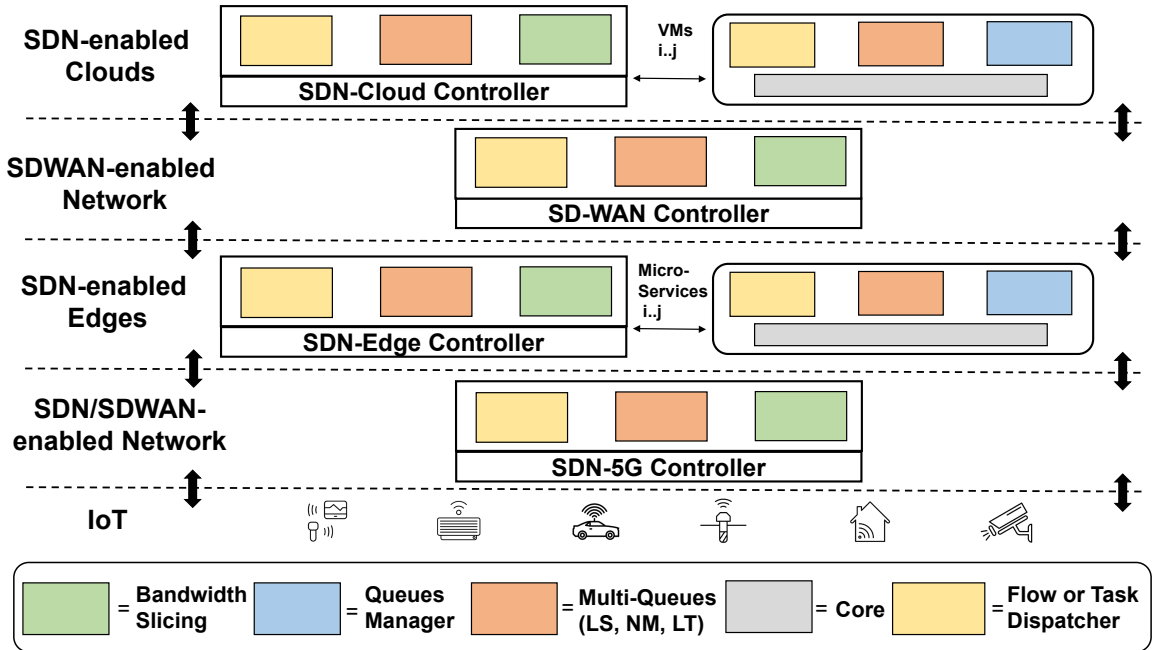 SDN-enabled
Clouds
SDN-Cloud Controller
VMs
i..j
SDWAN-enabled
Network
SD-WAN Controller
SDN-enabled
Edges
SDN-Edge Controller
Micro-
Services
i..j
SDN/SDWAN-
enabled Network
SDN-5G Controller
IoT
= Bandwidth
Slicing
= Queues
Manager
= Multi-Queues
(LS, NM, LT)
= Core
= Flow or Task
Dispatcher